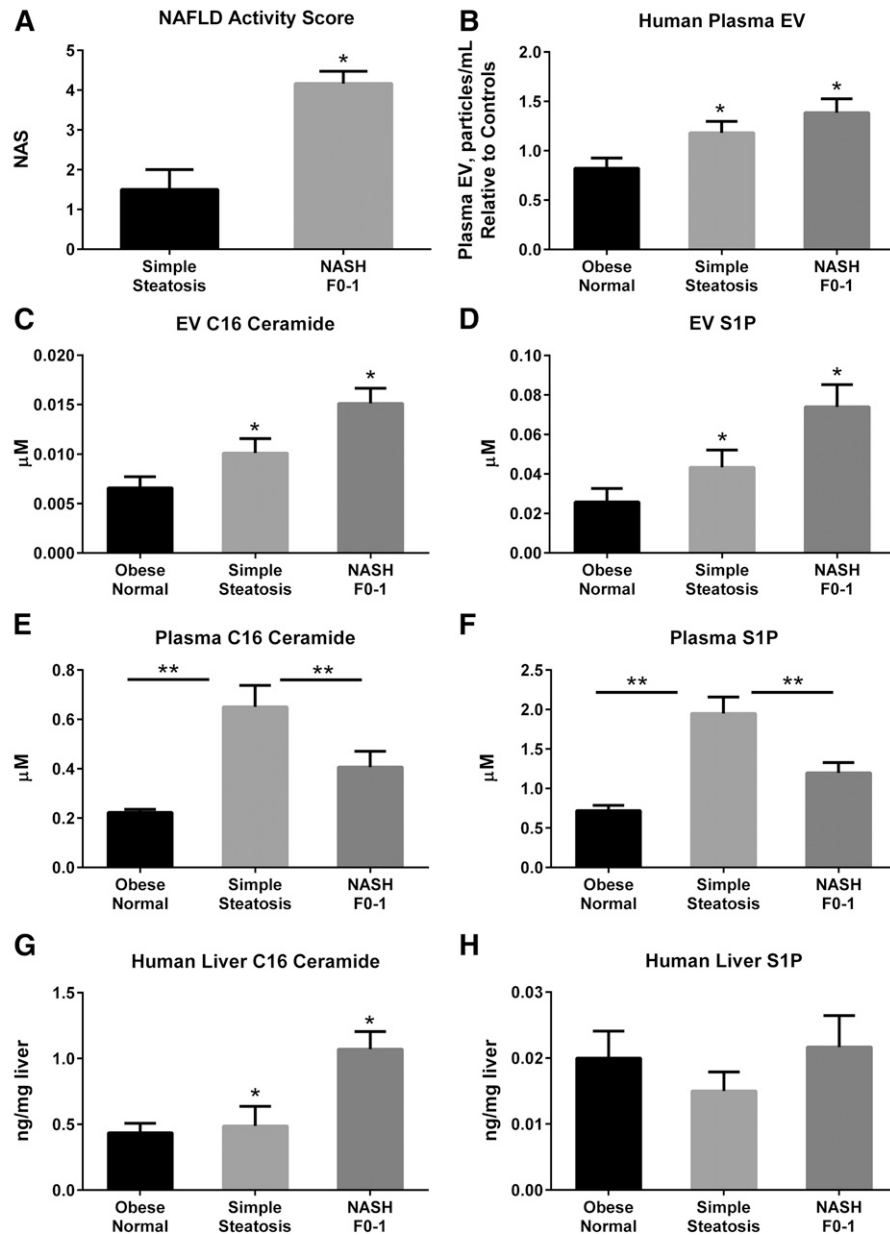 A
NAFLD Activity Score
NAS
5
4
3
2
1
0
*
Simple
Steatosis
NASH
F0-1
B
Human Plasma EV
Plasma EV, particles/mL
Relative to Controls
2.0
1.5
1.0
0.5
0.0
*
*
Obese
Normal
Simple
Steatosis
NASH
F0-1
C
EV C16 Ceramide
μM
0.020
0.015
0.010
0.005
0.000
*
*
Obese
Normal
Simple
Steatosis
NASH
F0-1
D
EV S1P
μM
0.10
0.08
0.06
0.04
0.02
0.00
*
*
Obese
Normal
Simple
Steatosis
NASH
F0-1
E
Plasma C16 Ceramide
μM
0.8
0.6
0.4
0.2
0.0
**
**
Obese
Normal
Simple
Steatosis
NASH
F0-1
F
Plasma S1P
μM
2.5
2.0
1.5
1.0
0.5
0.0
**
**
Obese
Normal
Simple
Steatosis
NASH
F0-1
G
Human Liver C16 Ceramide
ng/mg liver
1.5
1.0
0.5
0.0
*
*
Obese
Normal
Simple
Steatosis
NASH
F0-1
H
Human Liver S1P
ng/mg liver
0.03
0.02
0.01
0.00
Obese
Normal
Simple
Steatosis
NASH
F0-1